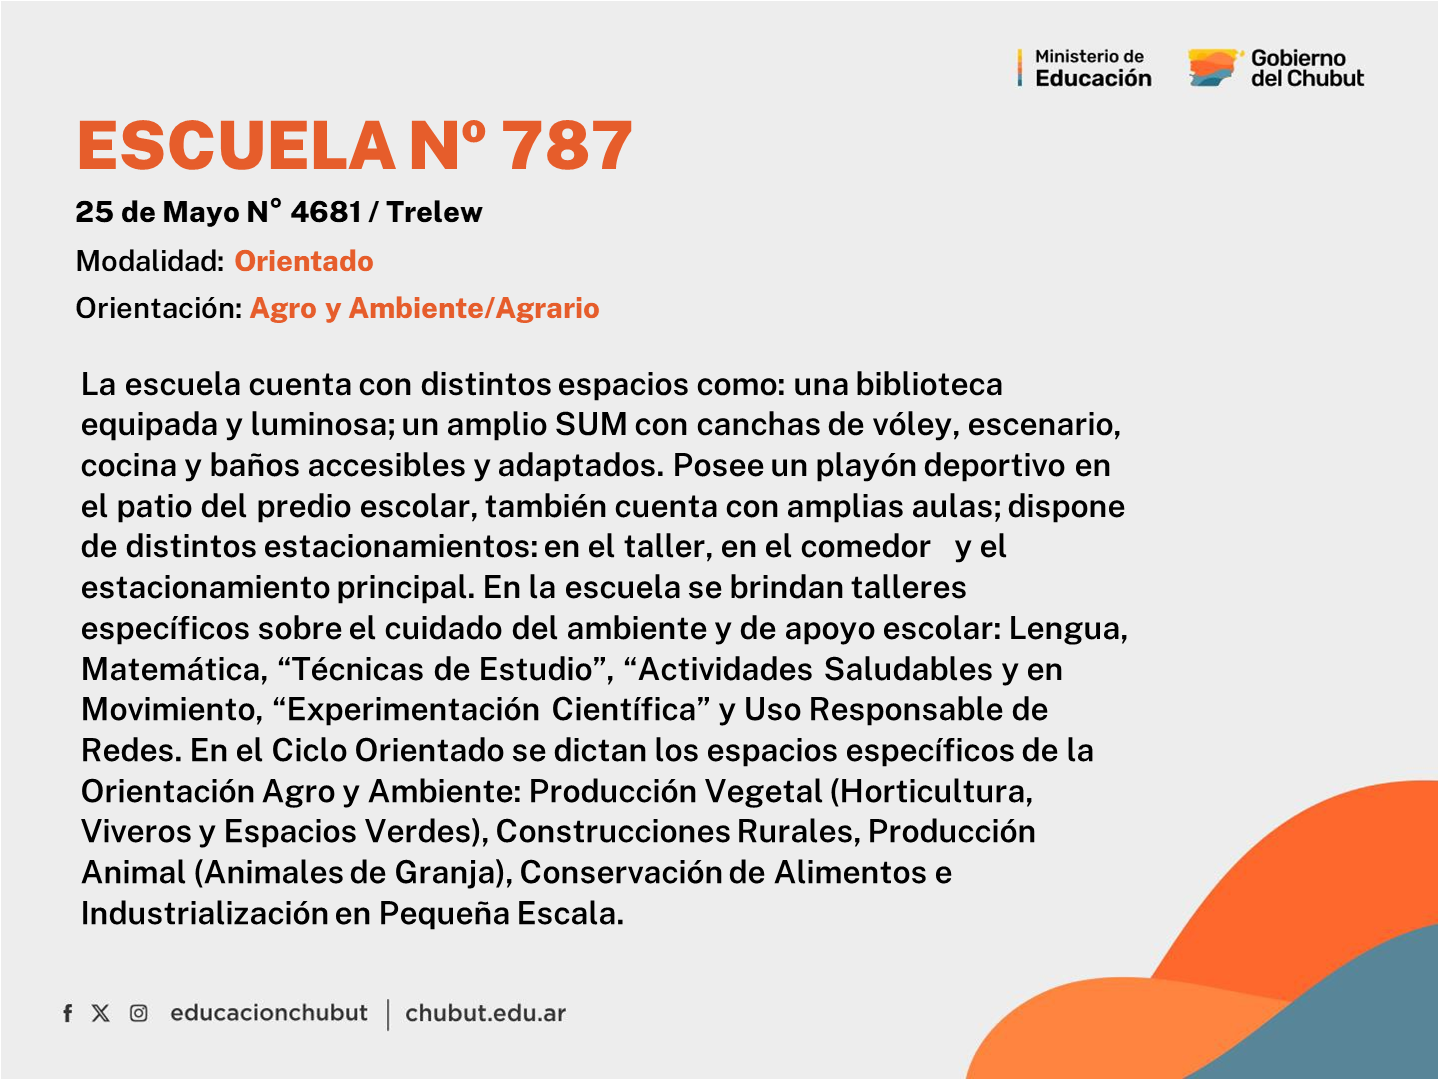 Ministerio de
Educación
Gobierno
del Chubut
ESCUELA Nº 787
25 de Mayo N° 4681 / Trelew
Modalidad: Orientado
Orientación: Agro y Ambiente/Agrario
La escuela cuenta con distintos espacios como: una biblioteca
equipada y luminosa; un amplio SUM con canchas de vóley, escenario,
cocina y baños accesibles y adaptados. Posee un playón deportivo en
el patio del predio escolar, también cuenta con amplias aulas; dispone
de distintos estacionamientos: en el taller, en el comedor y el
estacionamiento principal. En la escuela se brindan talleres
específicos sobre el cuidado del ambiente y de apoyo escolar: Lengua,
Matemática, “Técnicas de Estudio”, “Actividades Saludables y en
Movimiento, “Experimentación Científica” y Uso Responsable de
Redes. En el Ciclo Orientado se dictan los espacios específicos de la
Orientación Agro y Ambiente: Producción Vegetal (Horticultura,
Viveros y Espacios Verdes), Construcciones Rurales, Producción
Animal (Animales de Granja), Conservación de Alimentos e
Industrialización en Pequeña Escala.
educacionchubut | chubut.edu.ar